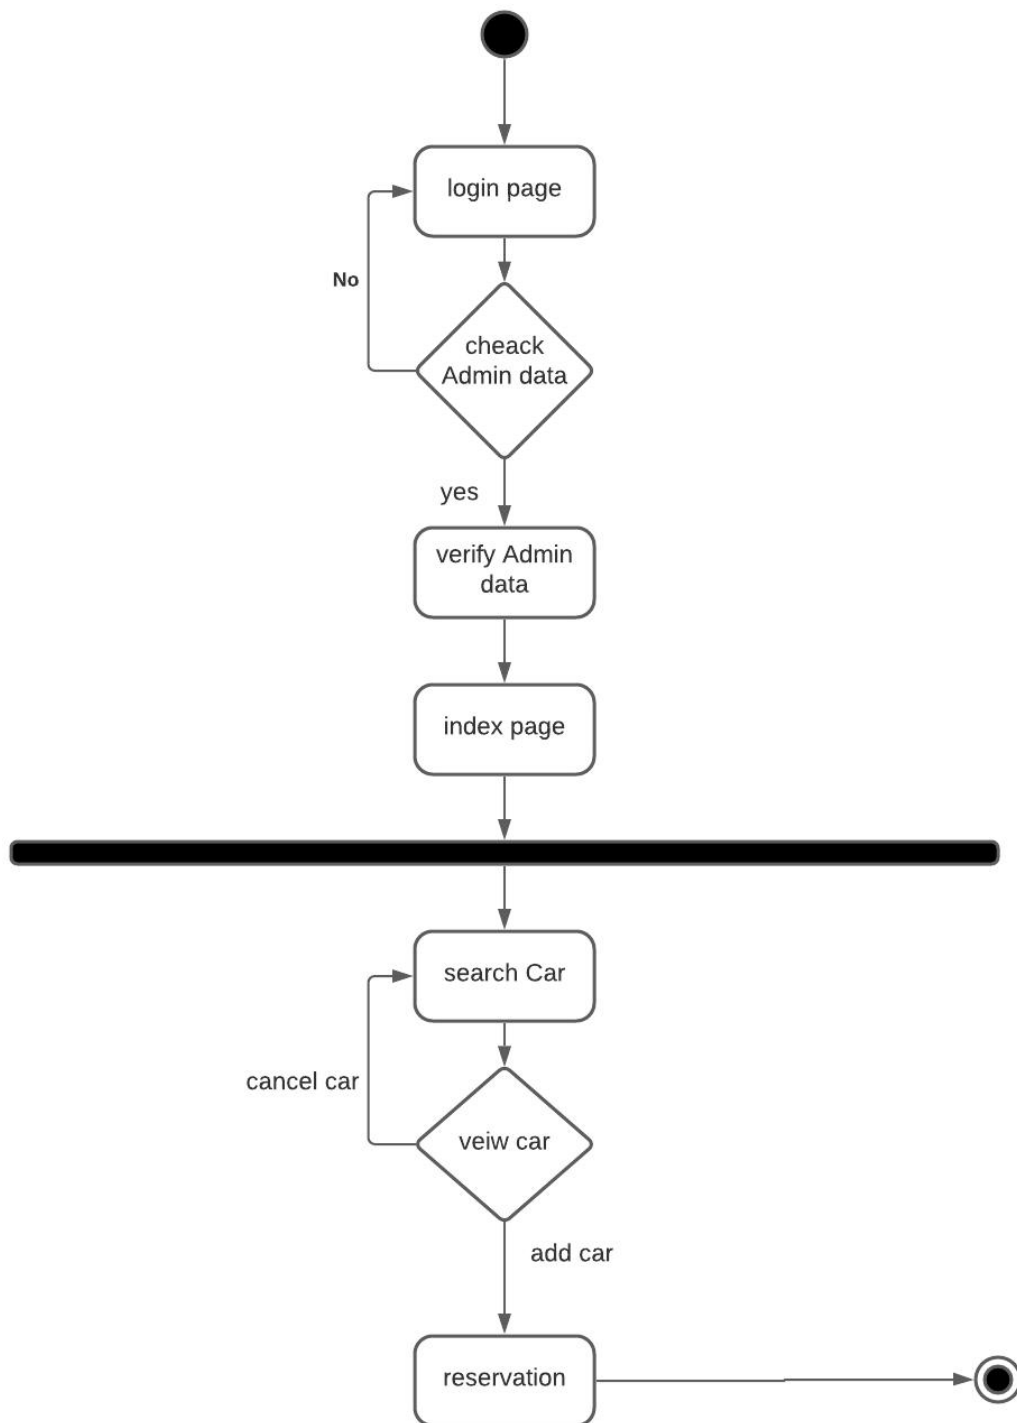 login page
No
cheack
Admin data
yes
verify Admin
data
index page
search Car
cancel car
veiw car
add car
reservation